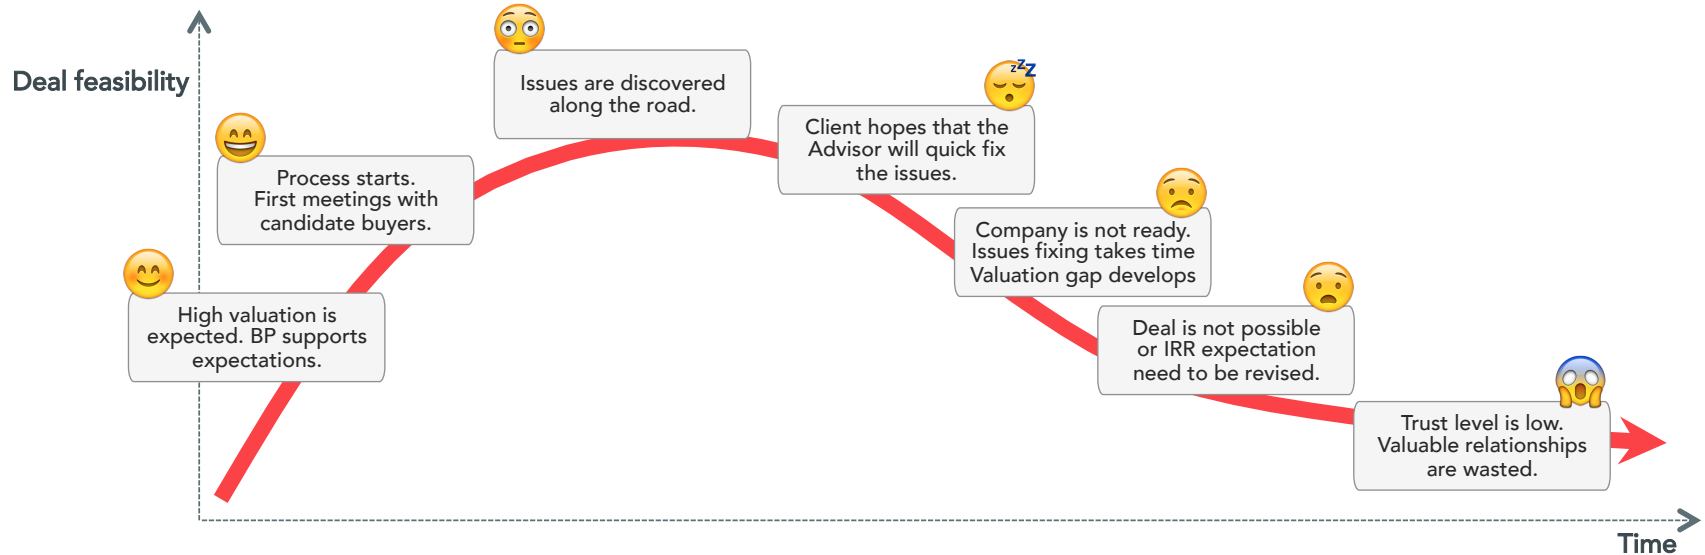 Deal feasibility
High valuation is
expected. BP supports
expectations.
Process starts.
First meetings with
candidate buyers.
Issues are discovered
along the road.
zzZ
Client hopes that the
Advisor will quick fix
the issues.
Company is not ready.
Issues fixing takes time
Valuation gap develops
Deal is not possible
or IRR expectation
need to be revised.
Trust level is low.
Valuable relationships
are wasted.
Time